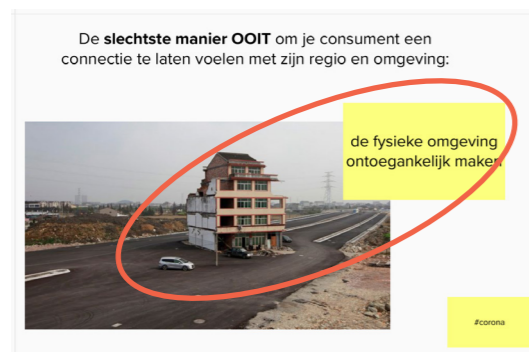 De slechtste manier OOIT om je consument een
connectie te laten voelen met zijn regio en omgeving:
de fysieke omgeving
ontoegankelijk maken
#corona